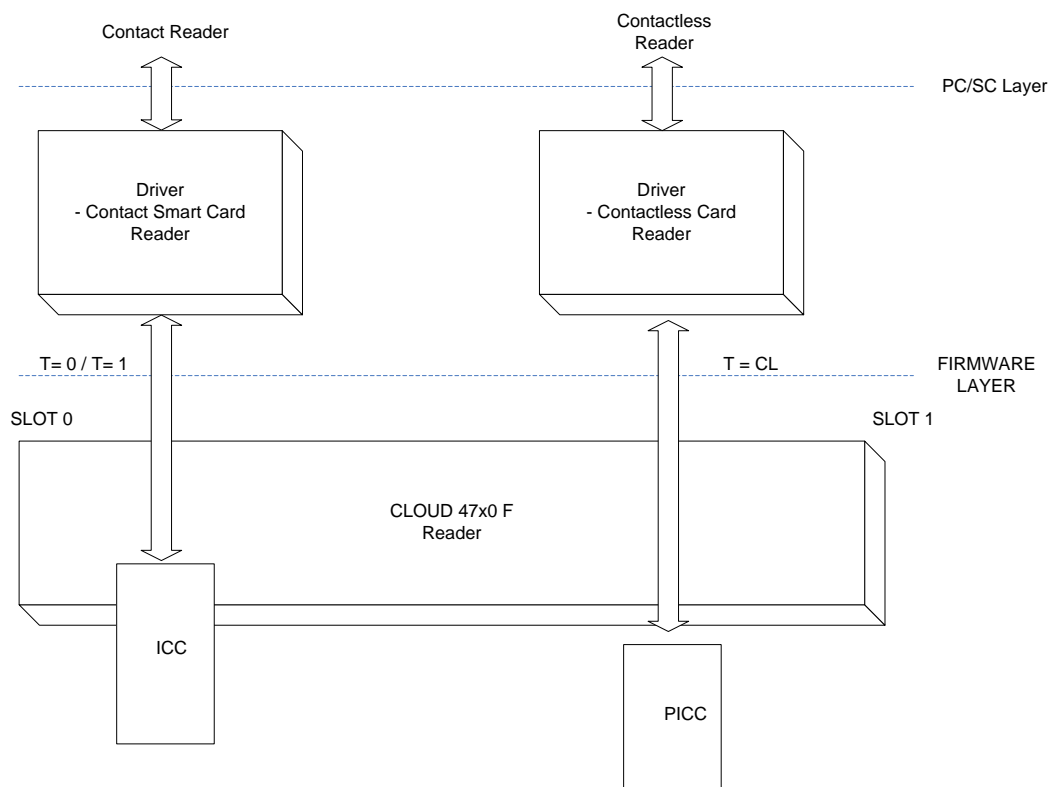 Contact Reader
Contactless
Reader
PC/SC Layer
Driver
- Contact Smart Card
Reader
Driver
- Contactless Card
Reader
T= 0 / T= 1
T = CL
FIRMWARE
LAYER
SLOT 0
SLOT 1
CLOUD 47x0 F
Reader
ICC
PICC